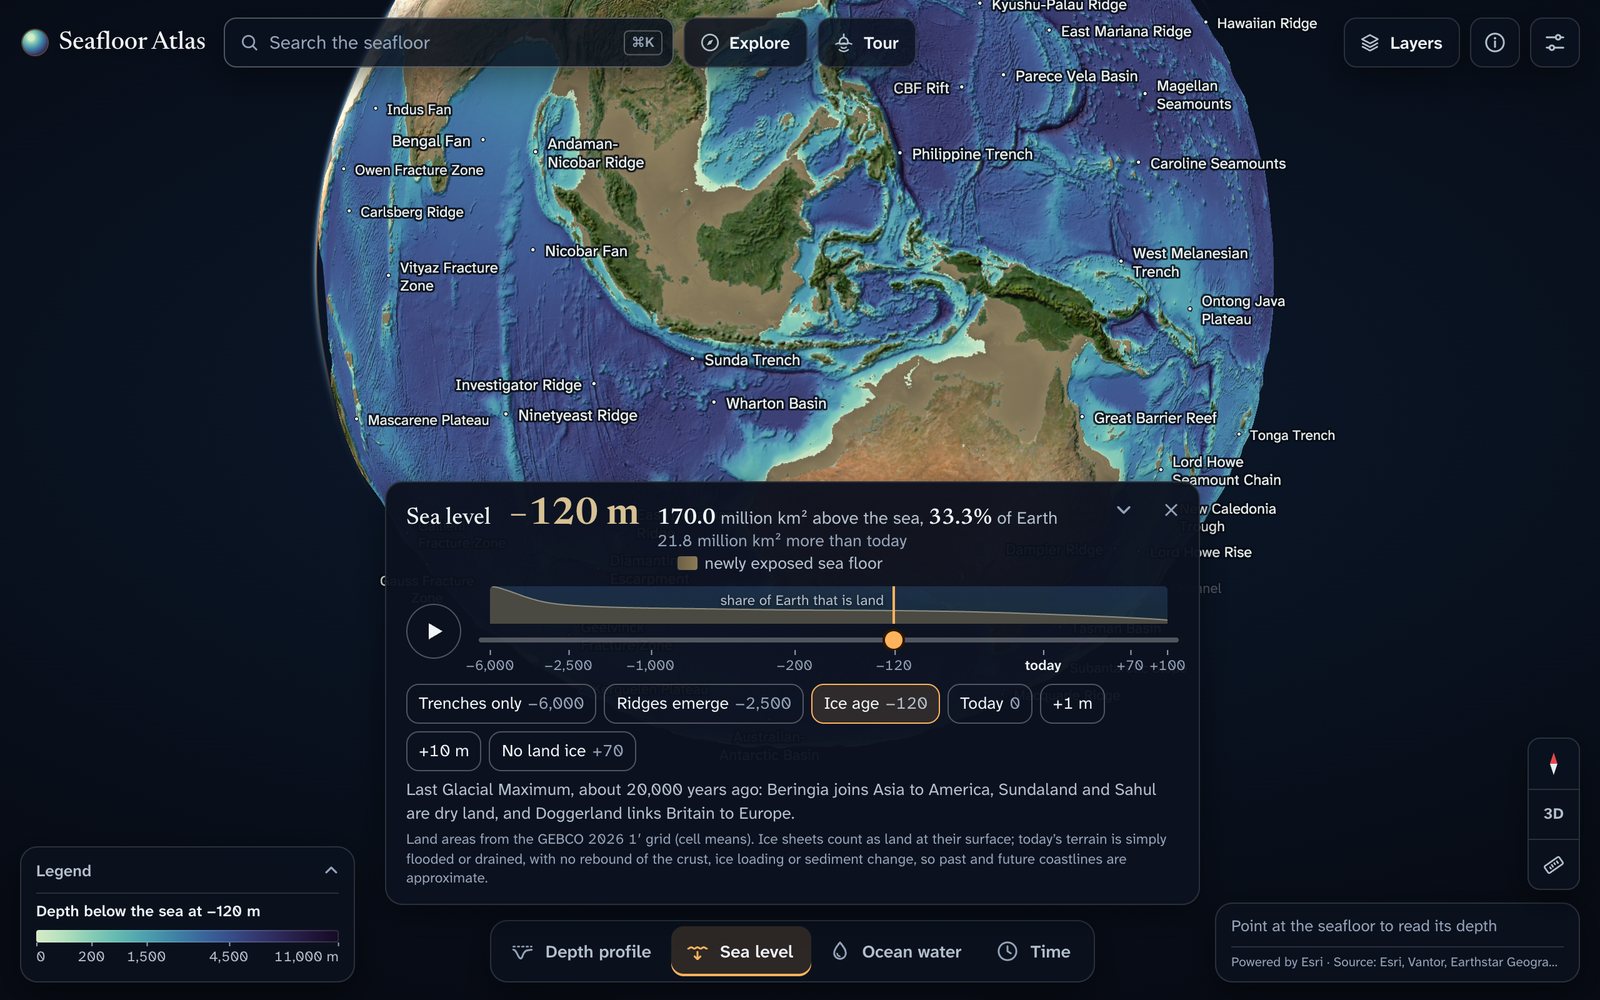 Seafloor Atlas
Search the seafloor
⌘K
Explore
Tour
Layers
Kyushu-Palau Ridge
East Mariana Ridge
Hawaiian Ridge
Parece Vela Basin
CBF Rift
Magellan
Seamounts
Indus Fan
Bengal Fan
Andaman-
Nicobar Ridge
Philippine Trench
Caroline Seamounts
Owen Fracture Zone
Carlsberg Ridge
Nicobar Fan
Vityaz Fracture
Zone
West Melanesian
Trench
Ontong Java
Plateau
Sunda Trench
Investigator Ridge
Wharton Basin
Mascarene Plateau
Ninetyeast Ridge
Great Barrier Reef
Tonga Trench
Lord Howe
Seamount Chain
New Caledonia
Trough
Lord Howe Rise
Dampier Ridge
Sea level
−120 m
170.0 million km² above the sea, 33.3% of Earth
21.8 million km² more than today
newly exposed sea floor
share of Earth that is land
−6,000 −2,500 −1,000 −200 −120 today +70 +100
Trenches only −6,000
Ridges emerge −2,500
Ice age −120
Today 0
+1 m
+10 m
No land ice +70
Last Glacial Maximum, about 20,000 years ago: Beringia joins Asia to America, Sundaland and Sahul
are dry land, and Doggerland links Britain to Europe.
Land areas from the GEBCO 2026 1′ grid (cell means). Ice sheets count as land at their surface; today's terrain is simply
flooded or drained, with no rebound of the crust, ice loading or sediment change, so past and future coastlines are
approximate.
Legend
Depth below the sea at −120 m
0 200 1,500 4,500 11,000 m
Depth profile
Sea level
Ocean water
Time
3D
Point at the seafloor to read its depth
Powered by Esri · Source: Esri, Vantor, Earthstar Geogra...